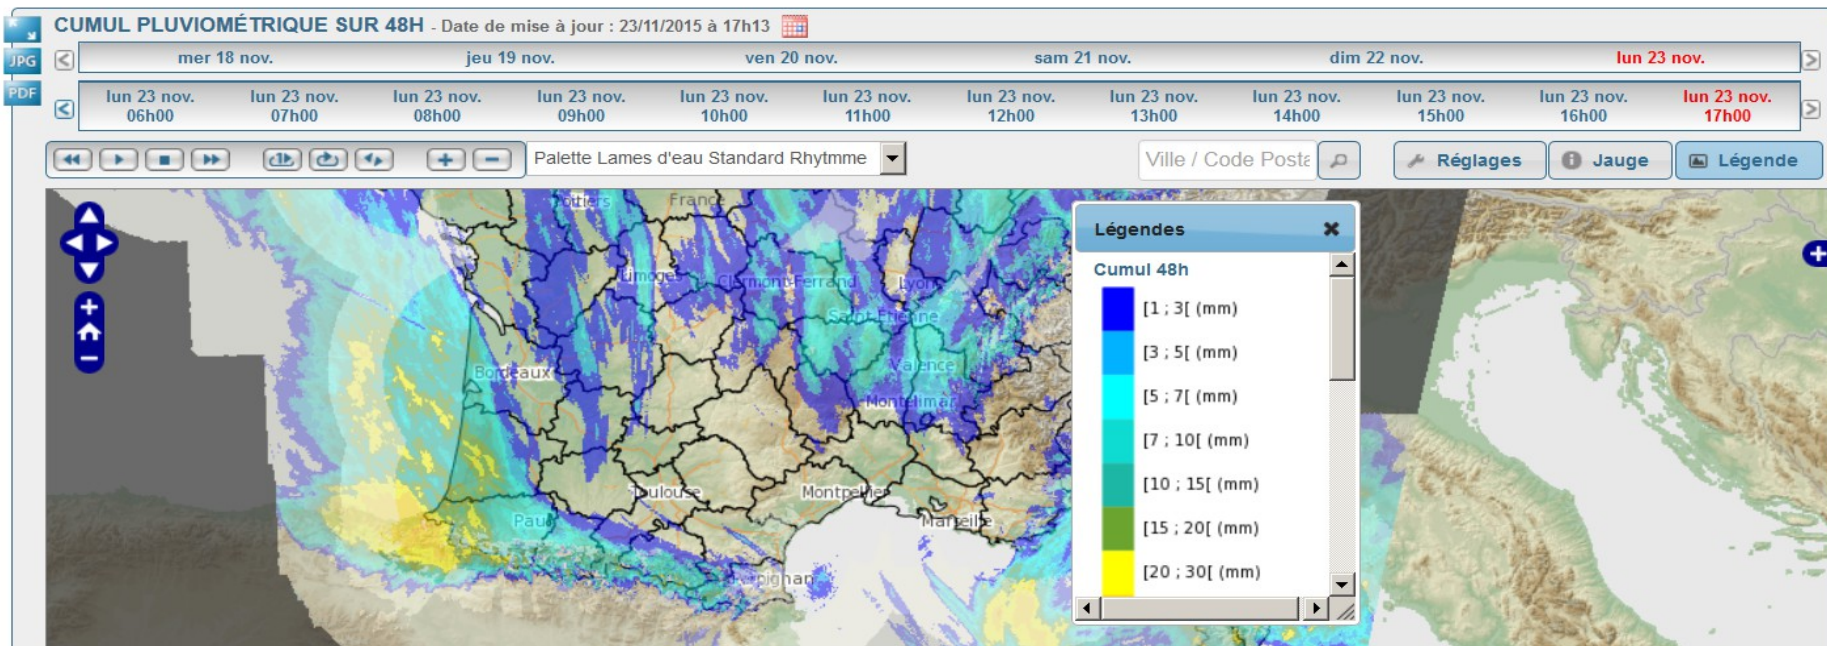 CUMUL PLUVIOMÉTRIQUE SUR 48H - Date de mise à jour : 23/11/2015 à 17h13
JPG
PDF
mer 18 nov. jeu 19 nov. ven 20 nov. sam 21 nov. dim 22 nov. lun 23 nov.
lun 23 nov. lun 23 nov. lun 23 nov. lun 23 nov. lun 23 nov. lun 23 nov. lun 23 nov. lun 23 nov. lun 23 nov. lun 23 nov. lun 23 nov. lun 23 nov.
06h00 07h00 08h00 09h00 10h00 11h00 12h00 13h00 14h00 15h00 16h00 17h00
Palette Lames d'eau Standard Rhytmme
Ville / Code Posta
Réglages
Jauge
Légende
Poitiers
France
Limoges
Clermont-Ferrand
Lyon
Saint-Etienne
Bordeaux
Valence
Montelimar
Toulouse
Montpellier
Pau
Marseille
Perpignan
Légendes
Cumul 48h
[1 ; 3[ (mm)
[3 ; 5[ (mm)
[5 ; 7[ (mm)
[7 ; 10[ (mm)
[10 ; 15[ (mm)
[15 ; 20[ (mm)
[20 ; 30[ (mm)